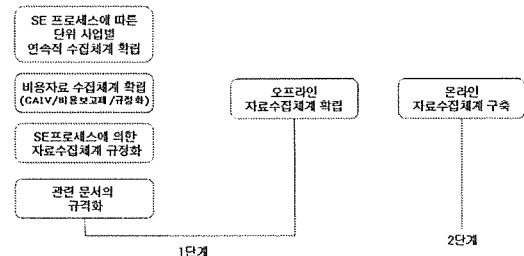 SE 프로세스에 따른
단위 사업별
연속적 수집체계 확립
비용자료 수집체계 확립
(CAIV/비용보고제/규정화)
SE프로세스에 의한
자료수집체계 규정화
관련 문서의
규격화
오프라인
자료수집체계 확립
온라인
자료수집체계 구축
1단계
2단계